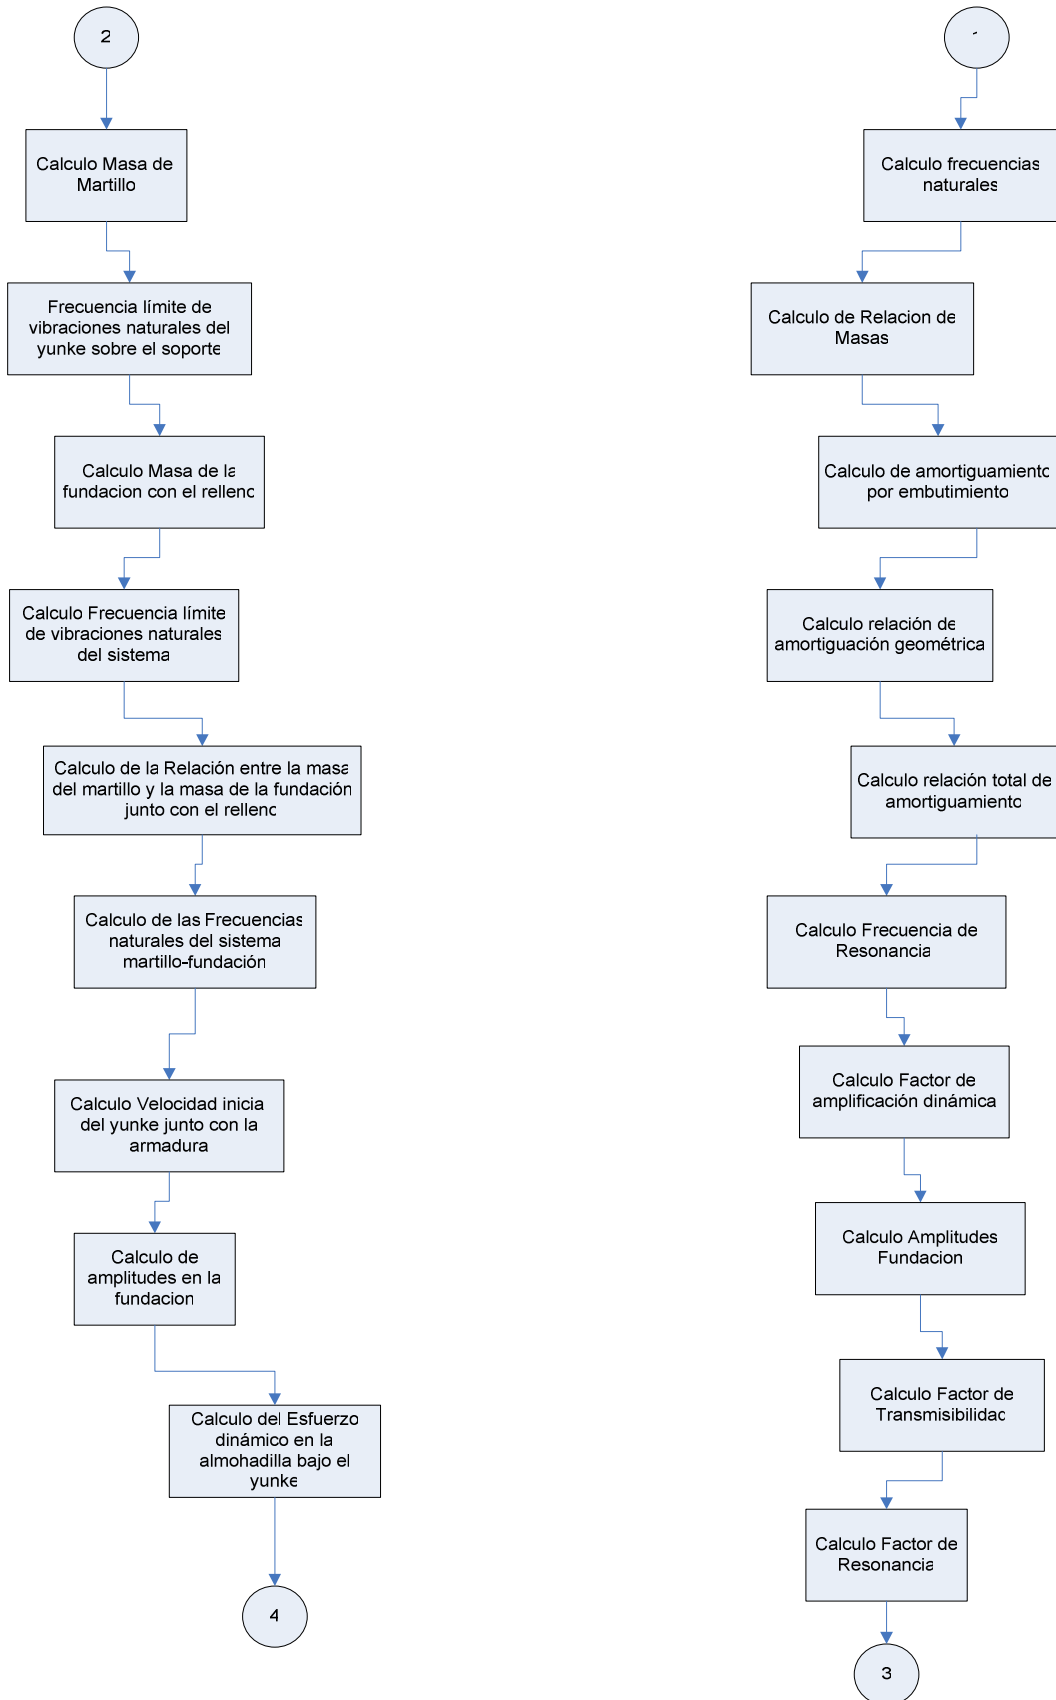 2
Calculo Masa de
Martillo
Frecuencia límite de
vibraciones naturales del
yunke sobre el soporte
Calculo Masa de la
fundacion con el relleno
Calculo Frecuencia límite
de vibraciones naturales
del sistema
Calculo de la Relación entre la masa
del martillo y la masa de la fundación
junto con el relleno
Calculo de las Frecuencias
naturales del sistema
martillo-fundación
Calculo Velocidad inicia
del yunke junto con la
armadura
Calculo de
amplitudes en la
fundacion
Calculo del Esfuerzo
dinámico en la
almohadilla bajo el
yunke
4
Calculo frecuencias
naturales
Calculo de Relacion de
Masas
Calculo de amortiguamiento
por embutimiento
Calculo relación de
amortiguación geométrica
Calculo relación total de
amortiguamiento
Calculo Frecuencia de
Resonancia
Calculo Factor de
amplificación dinámica
Calculo Amplitudes
Fundacion
Calculo Factor de
Transmisibilidad
Calculo Factor de
Resonancia
3